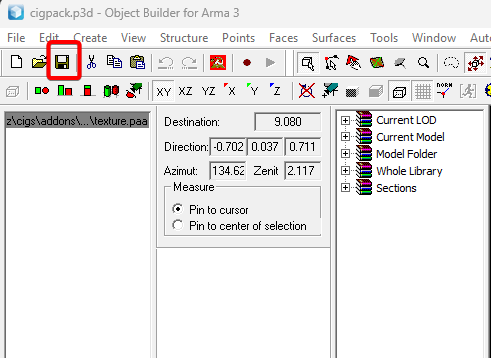 cigpack.p3d - Object Builder for Arma 3
File Edit Create View Structure Points Faces Surfaces Tools Window
XY XZ YZ X Y Z XY NORM
z\cigs\addons\...\texture.paa
Destination: 9.080
Direction: -0.702 0.037 0.711
Azimut: 134.62 Zenit 2.117
Measure
Pin to cursor
Pin to center of selection
Current LOD
Current Model
Model Folder
Whole Library
Sections